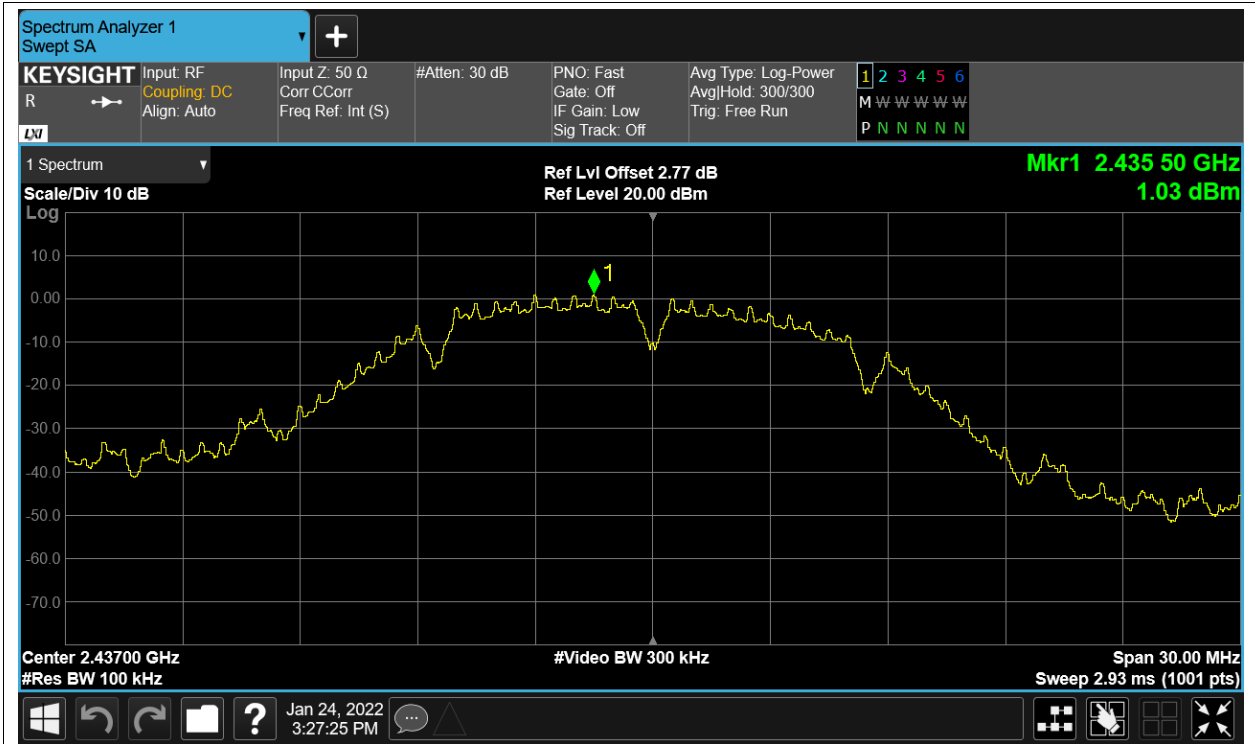 Spectrum Analyzer 1
Swept SA
KEYSIGHT
R
LXI
Input: RF
Coupling: DC
Align: Auto
Input Z: 50 Ω
Corr CCorr
Freq Ref: Int (S)
#Atten: 30 dB
PNO: Fast
Gate: Off
IF Gain: Low
Sig Track: Off
Avg Type: Log-Power
Avg|Hold: 300/300
Trig: Free Run
1 2 3 4 5 6
M W W W W W
P N N N N N
1 Spectrum
Scale/Div 10 dB
Log
Ref Lvl Offset 2.77 dB
Ref Level 20.00 dBm
Mkr1 2.435 50 GHz
1.03 dBm
10.0
0.00
-10.0
-20.0
-30.0
-40.0
-50.0
-60.0
-70.0
1
Center 2.43700 GHz
#Res BW 100 kHz
#Video BW 300 kHz
Span 30.00 MHz
Sweep 2.93 ms (1001 pts)
?
Jan 24, 2022
3:27:25 PM